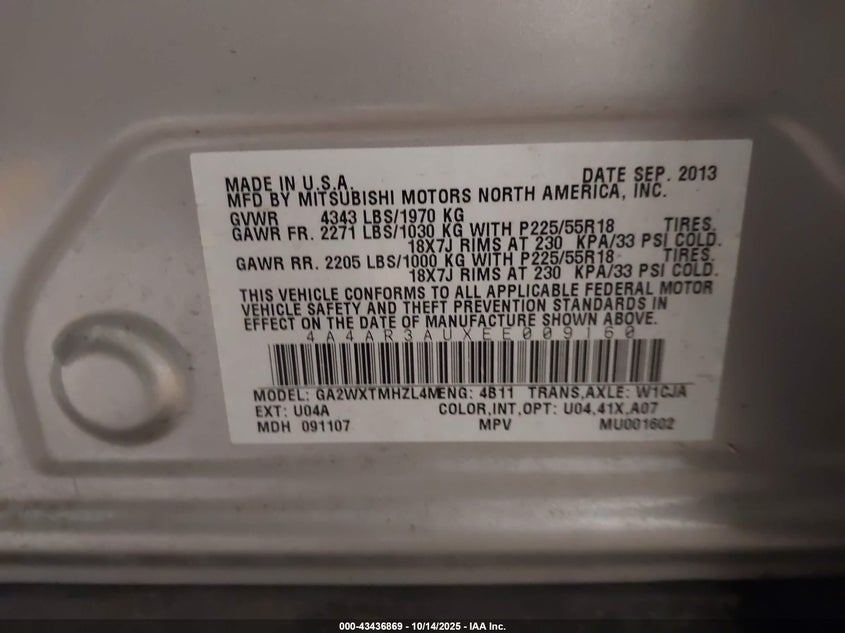 MADE IN U.S.A. DATE SEP. 2013
MFD BY MITSUBISHI MOTORS NORTH AMERICA, INC.
GVWR 4343 LBS/1970 KG
GAWR FR. 2271 LBS/1030 KG WITH P225/55R18 TIRES.
18X7J RIMS AT 230 KPA/33 PSI COLD.
GAWR RR. 2205 LBS/1000 KG WITH P225/55R18 TIRES.
18X7J RIMS AT 230 KPA/33 PSI COLD.
THIS VEHICLE CONFORMS TO ALL APPLICABLE FEDERAL MOTOR
VEHICLE SAFETY AND THEFT PREVENTION STANDARDS IN
EFFECT ON THE DATE OF MANUFACTURE SHOWN ABOVE.
4A4AR3AUXEE009160
MODEL: GA2WXTMHZL4MENG: 4B11 TRANS,AXLE: W1CJA
EXT: U04A COLOR,INT,OPT: U04,41X,A07
MDH 091107 MPV MU001602
000-43436869 - 10/14/2025 - IAA Inc.